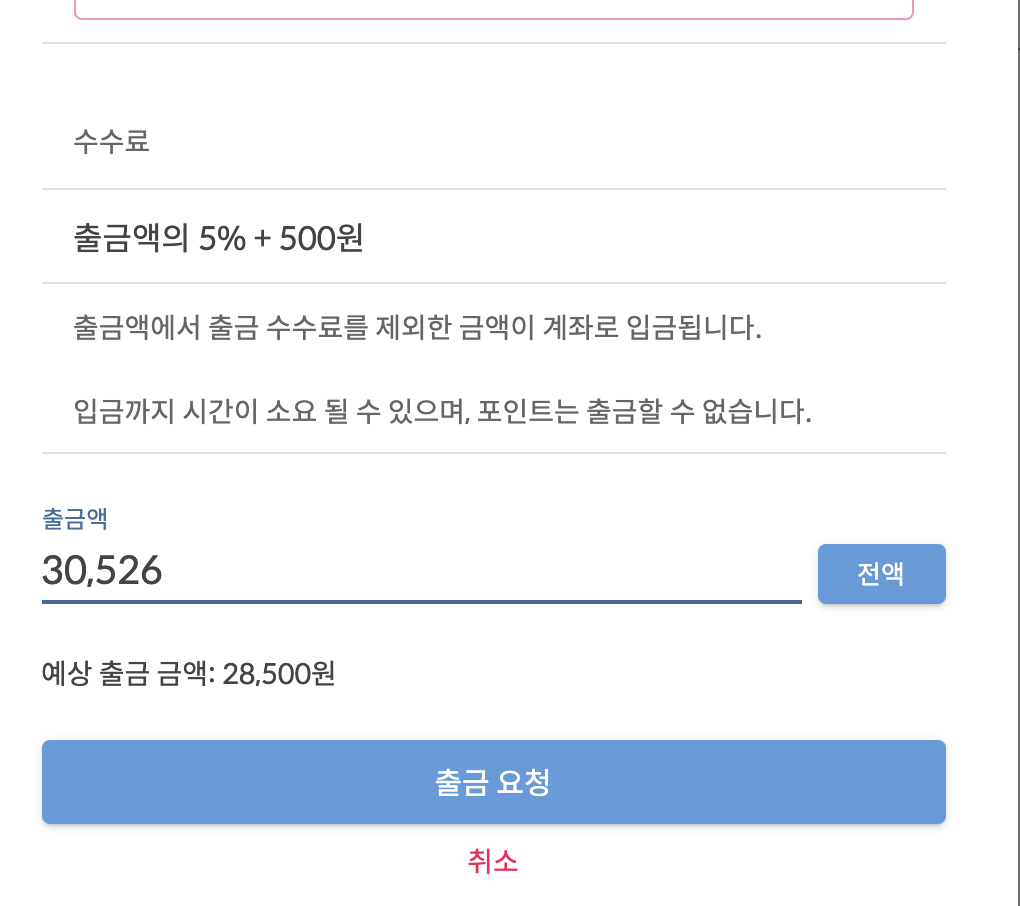 수수료
출금액의 5% + 500원
출금액에서 출금 수수료를 제외한 금액이 계좌로 입금됩니다.
입금까지 시간이 소요 될 수 있으며, 포인트는 출금할 수 없습니다.
출금액
30,526
전액
예상 출금 금액: 28,500원
출금 요청
취소